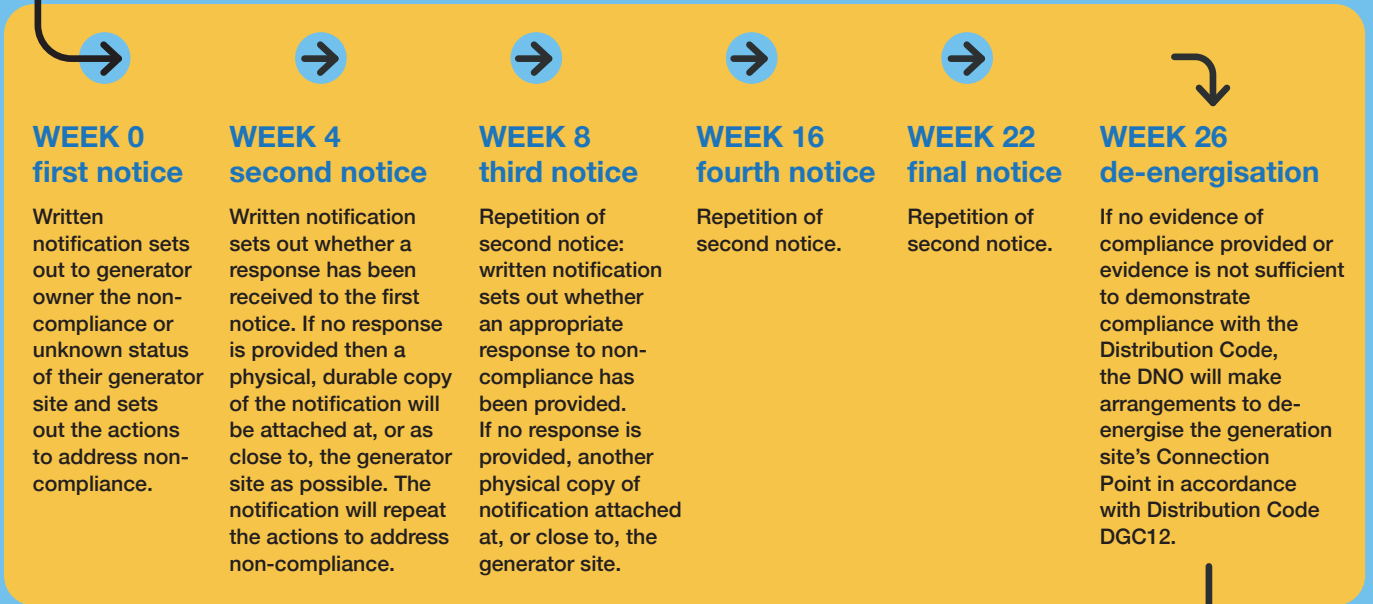 WEEK 0
first notice
Written
notification sets
out to generator
owner the non-
compliance or
unknown status
of their generator
site and sets
out the actions
to address non-
compliance.
WEEK 4
second notice
Written notification
sets out whether a
response has been
received to the first
notice. If no response
is provided then a
physical, durable copy
of the notification will
be attached at, or as
close to, the generator
site as possible. The
notification will repeat
the actions to address
non-compliance.
WEEK 8
third notice
Repetition of
second notice:
written notification
sets out whether
an appropriate
response to non-
compliance has
been provided.
If no response is
provided, another
physical copy of
notification attached
at, or close to, the
generator site.
WEEK 16
fourth notice
Repetition of
second notice.
WEEK 22
final notice
Repetition of
second notice.
WEEK 26
de-energisation
If no evidence of
compliance provided or
evidence is not sufficient
to demonstrate
compliance with the
Distribution Code,
the DNO will make
arrangements to de-
energise the generation
site's Connection
Point in accordance
with Distribution Code
DGC12.